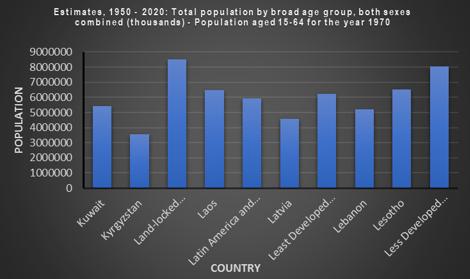 Estimates, 1950 - 2020: Total population by broad age group, both sexes
combined (thousands) - Population aged 15-64 for the year 1970
POPULATION
9000000
8000000
7000000
6000000
5000000
4000000
3000000
2000000
1000000
0
Kuwait
Kyrgyzstan
Land-locked...
Laos
Latin America and...
Latvia
Least Developed...
Lebanon
Lesotho
Less Developed...
COUNTRY